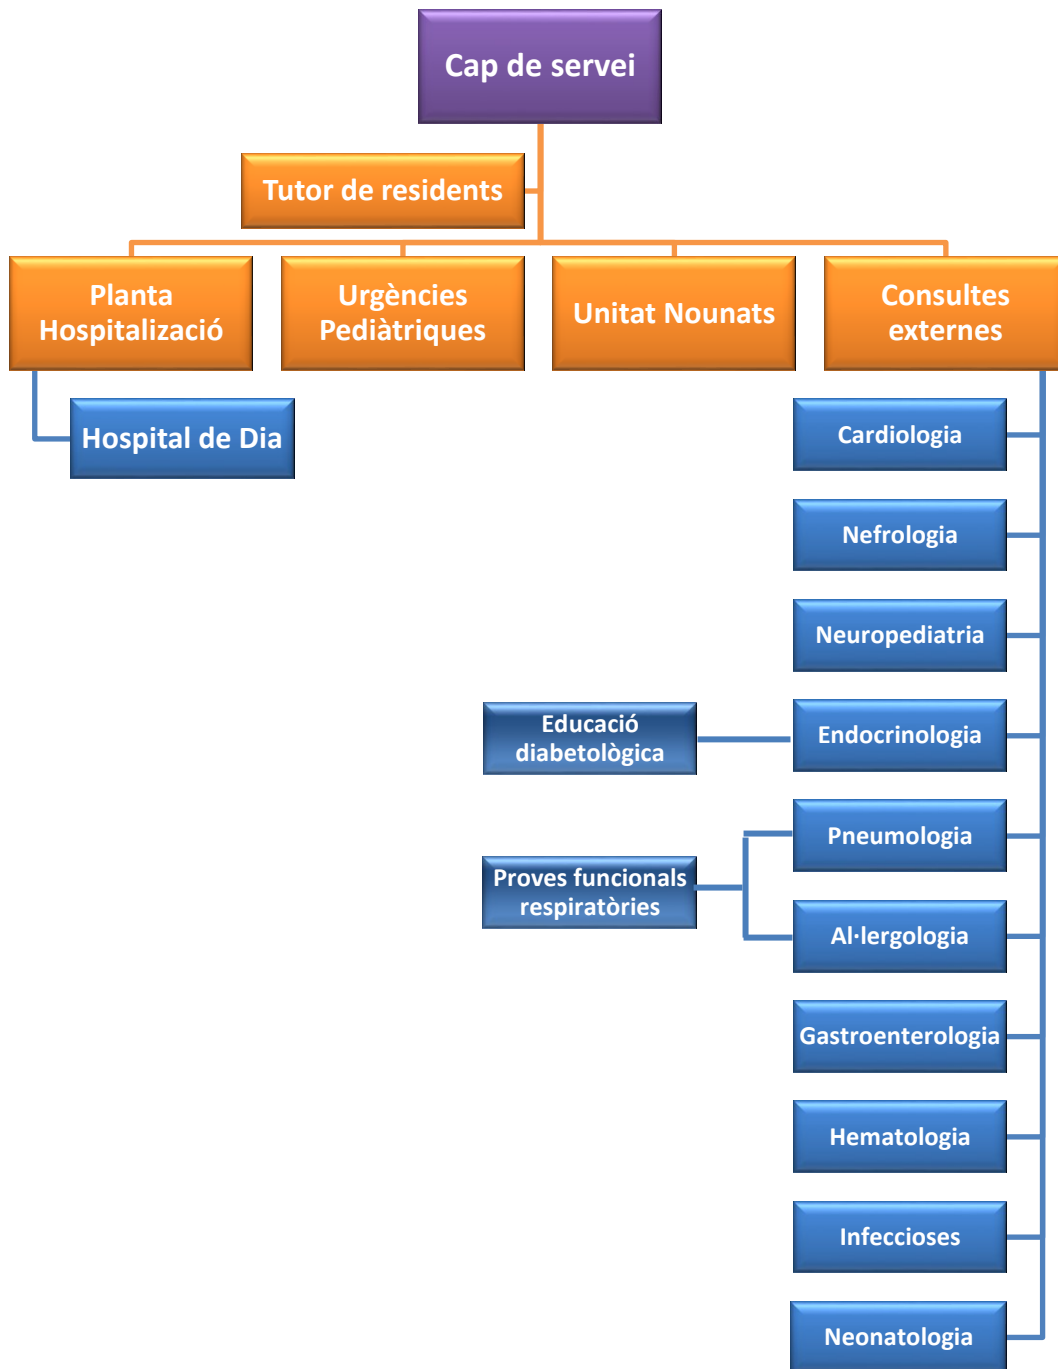 Cap de servei
Tutor de residents
Planta
Hospitalizació
Urgències
Pediàtriques
Unitat Nounats
Consultes
externes
Hospital de Dia
Cardiologia
Nefrologia
Neuropediatria
Educació
diabetològica
Endocrinologia
Pneumologia
Proves funcionals
respiratòries
Al·lergologia
Gastroenterologia
Hematologia
Infeccioses
Neonatologia